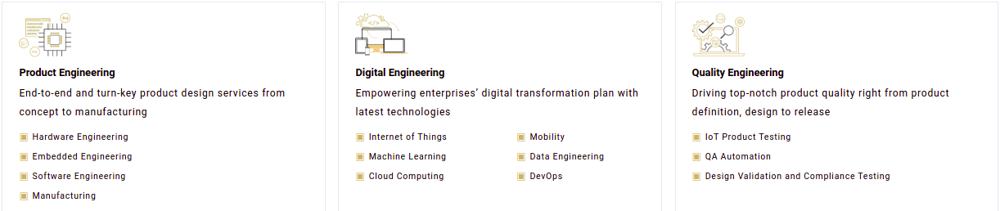 Product Engineering
End-to-end and turn-key product design services from
concept to manufacturing
Hardware Engineering
Embedded Engineering
Software Engineering
Manufacturing
Digital Engineering
Empowering enterprises’ digital transformation plan with
latest technologies
Internet of Things
Machine Learning
Cloud Computing
Mobility
Data Engineering
DevOps
Quality Engineering
Driving top-notch product quality right from product
definition, design to release
IoT Product Testing
QA Automation
Design Validation and Compliance Testing